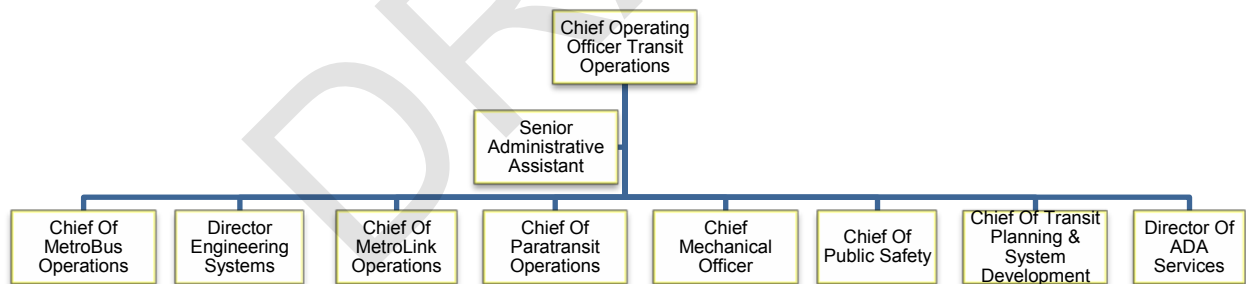 Chief Operating
Officer Transit
Operations
Senior
Administrative
Assistant
Chief Of
MetroBus
Operations
Director
Engineering
Systems
Chief Of
MetroLink
Operations
Chief Of
Paratransit
Operations
Chief
Mechanical
Officer
Chief Of
Public Safety
Chief Of Transit
Planning &
System
Development
Director Of
ADA
Services